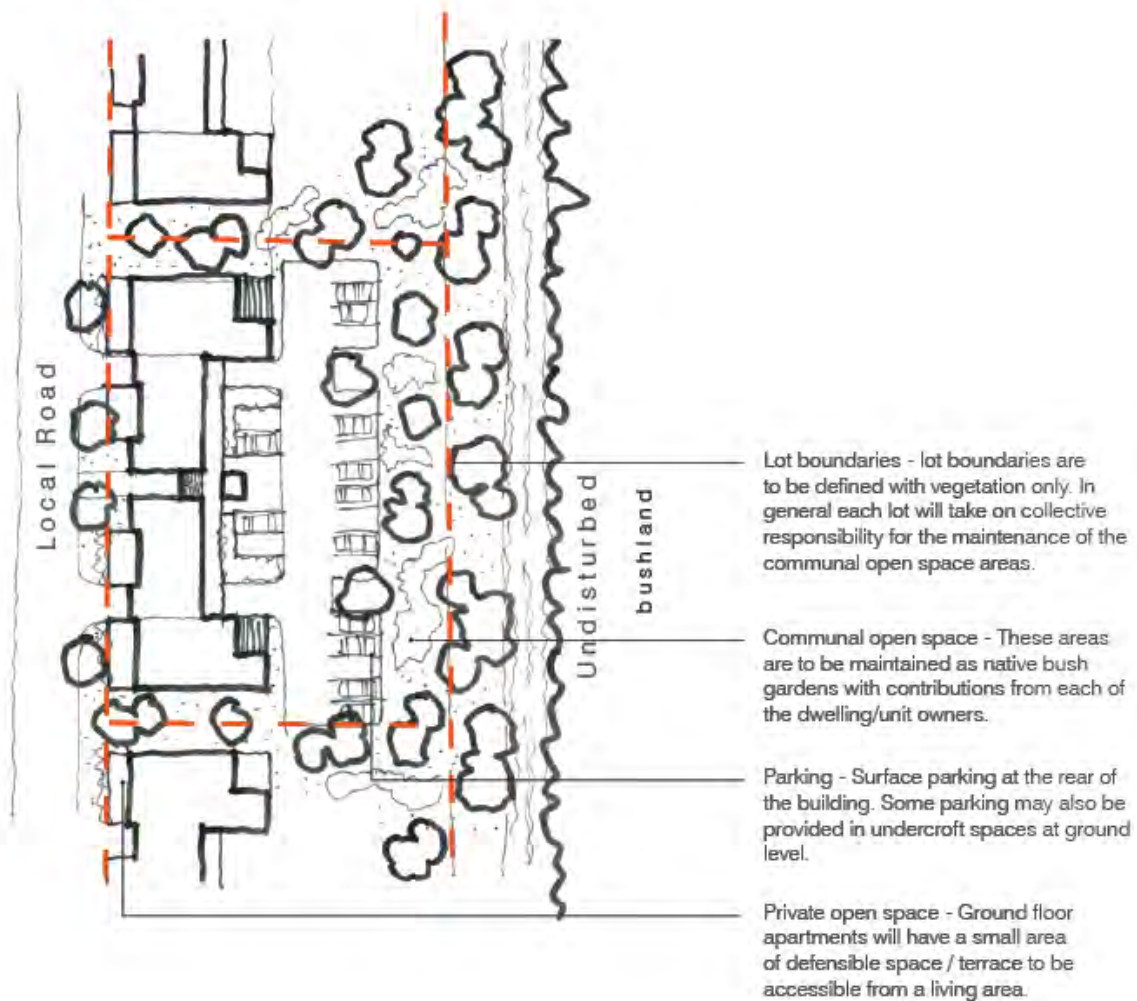 Local Road
Undisturbed
bushland
Lot boundaries - lot boundaries are
to be defined with vegetation only. In
general each lot will take on collective
responsibility for the maintenance of the
communal open space areas.
Communal open space - These areas
are to be maintained as native bush
gardens with contributions from each of
the dwelling/unit owners.
Parking - Surface parking at the rear of
the building. Some parking may also be
provided in undercroft spaces at ground
level.
Private open space - Ground floor
apartments will have a small area
of defensible space / terrace to be
accessible from a living area.